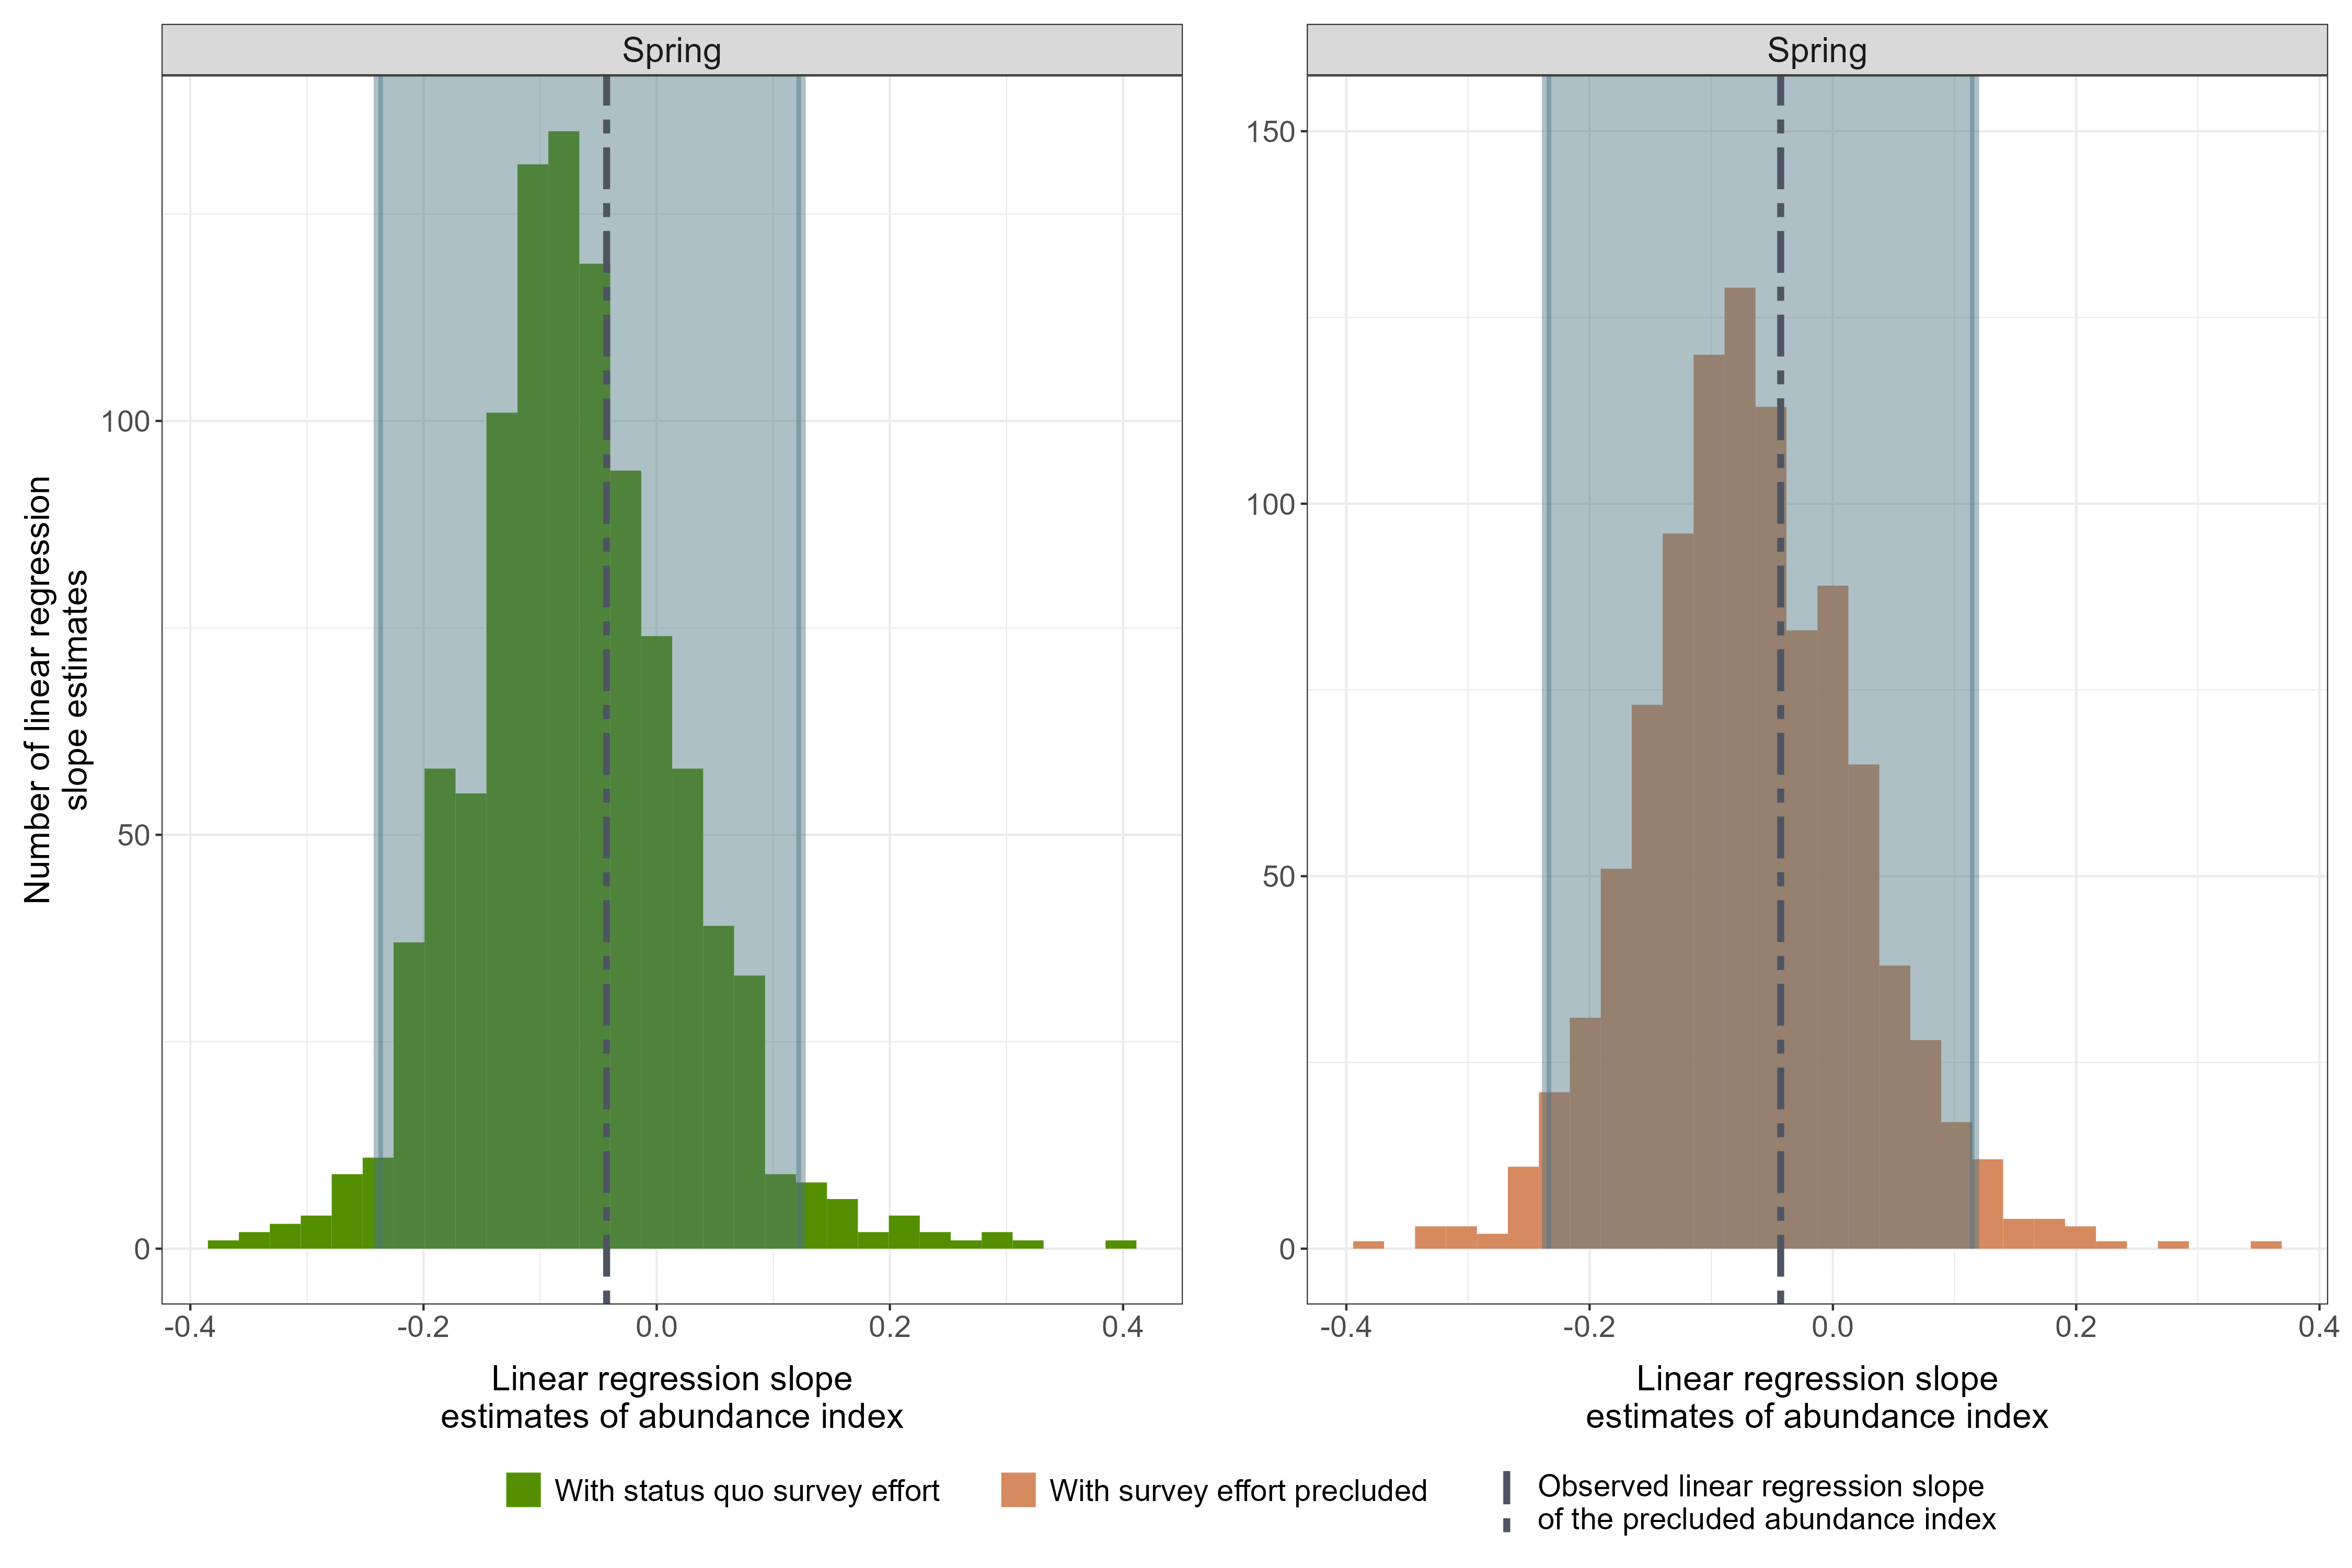 Spring
Spring
Number of linear regression
slope estimates
100
50
0
150
100
50
0
-0.4
-0.2
0.0
0.2
0.4
-0.4
-0.2
0.0
0.2
0.4
Linear regression slope
estimates of abundance index
Linear regression slope
estimates of abundance index
With status quo survey effort
With survey effort precluded
Observed linear regression slope
of the precluded abundance index